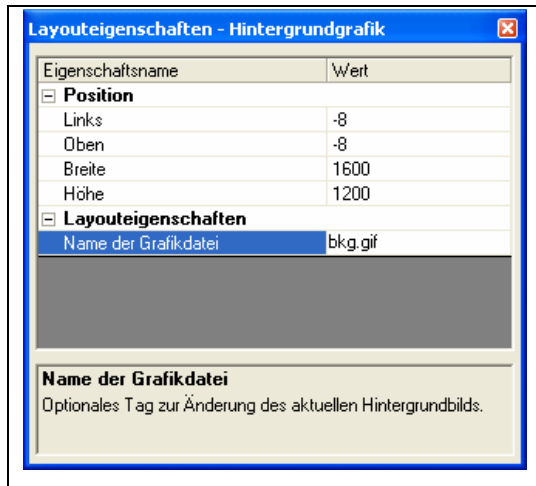 Layouteigenschaften - Hintergrundgrafik
Eigenschaftsname Wert
Position
Links -8
Oben -8
Breite 1600
Höhe 1200
Layouteigenschaften
Name der Grafikdatei bkg.gif
Name der Grafikdatei
Optionales Tag zur Änderung des aktuellen Hintergrundbilds.